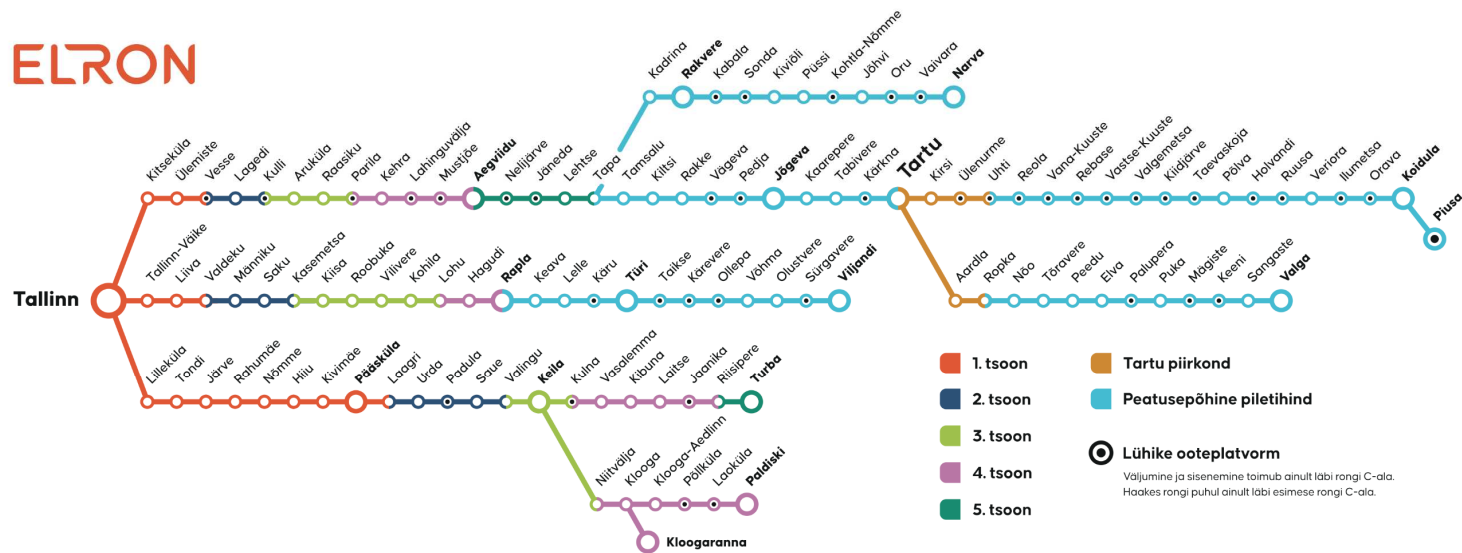 ELRON
Kadrina
Rakvere
Kabala
Sonda
Kiviõli
Püssi
Kohtla-Nõmme
Jõhvi
Oru
Vaivara
Narva
Kitseküla
Ülemiste
Vesse
Lagedi
Kulli
Aruküla
Raasiku
Parila
Kehra
Lahinguvälja
Mustjõe
Aegviidu
Nelijärve
Jäneda
Lehtse
Tapa
Tamsalu
Kiltsi
Rakke
Vägeva
Pedja
Jõgeva
Kaarepere
Tabivere
Kärkna
Tartu
Kirsi
Ülenurme
Uhti
Reola
Vana-Kuuste
Rebase
Vastse-Kuuste
Valgemetsa
Kiidjärve
Taevaskoja
Põlva
Holvandi
Ruusa
Veriora
Ilumetsa
Orava
Koidula
Piusa
Tallinn
Tallinn-Väike
Liiva
Valdeku
Männiku
Saku
Kasemetsa
Kiisa
Roobuka
Vilivere
Kohila
Lohu
Hagudi
Rapla
Keava
Lelle
Käru
Türi
Taikse
Kärevere
Ollepa
Võhma
Olustvere
Sürgavere
Viljandi
Aardla
Ropka
Nõo
Tõravere
Peedu
Elva
Palupera
Puka
Mägiste
Keeni
Sangaste
Valga
Lilleküla
Tondi
Järve
Rahumäe
Nõmme
Hiiu
Kivimäe
Pääsküla
Laagri
Urda
Padula
Saue
Valingu
Keila
Kulna
Vasalemma
Kibuna
Laitse
Jaanika
Riisipere
Turba
Niitvälja
Klooga
Klooga-Aedlinn
Põllküla
Laoküla
Paldiski
Kloogaranna
1. tsoon
2. tsoon
3. tsoon
4. tsoon
5. tsoon
Tartu piirkond
Peatusepõhine piletihind
Lühike ooteplatvorm
Väljumine ja sisenemine toimub ainult läbi rongi C-ala.
Haakes rongi puhul ainult läbi esimese rongi C-ala.